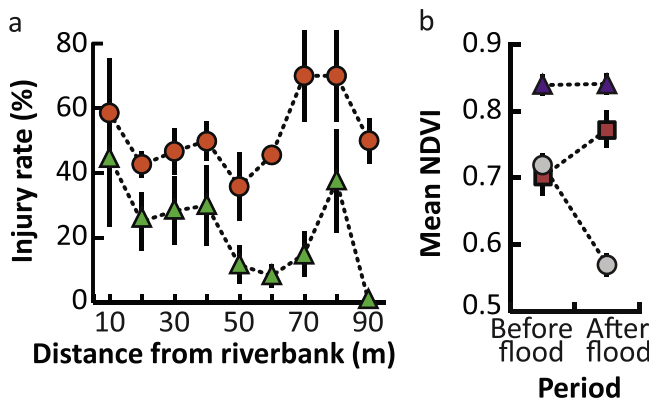 a
80
60
40
20
0
Injury rate (%)
10 30 50 70 90
Distance from riverbank (m)
b
0.9
0.8
0.7
0.6
0.5
Mean NDVI
Before After
flood flood
Period